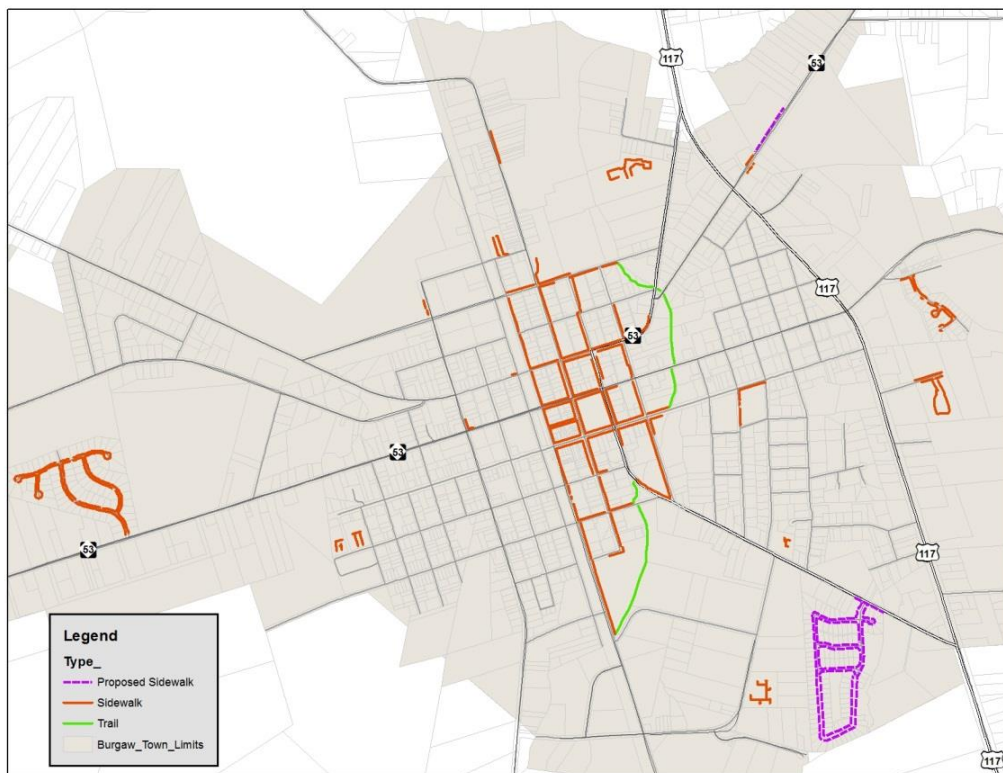 117
53
117
53
53
53
117
117
Legend
Type_
Proposed Sidewalk
Sidewalk
Trail
Burgaw_Town_Limits